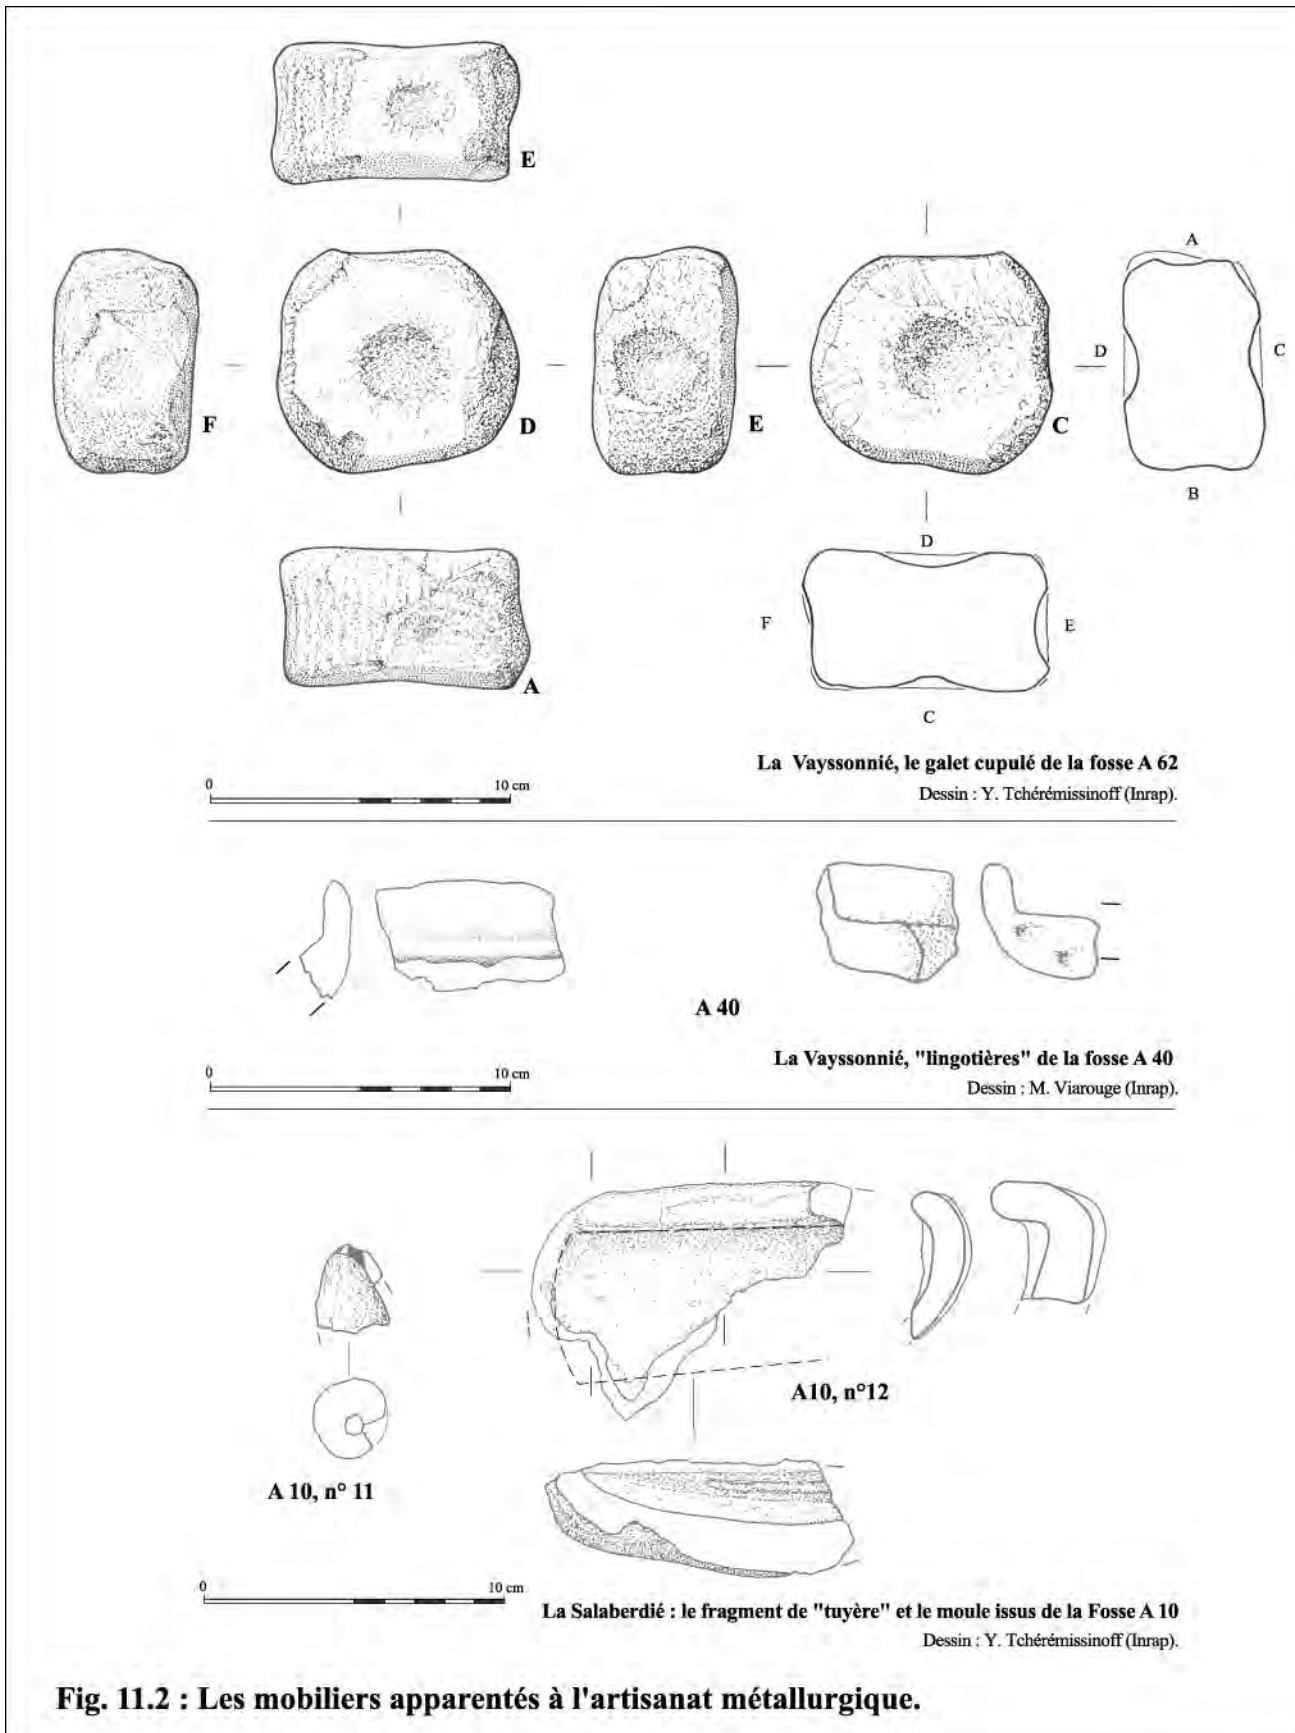 E
F
D
E
C
A
D
C
B
A
D
F
E
C
La Vayssonnié, le galet cupulé de la fosse A 62
0 10 cm
Dessin : Y. Tchérémissinoff (Inrap).
A 40
La Vayssonnié, "lingotières" de la fosse A 40
0 10 cm
Dessin : M. Viarouge (Inrap).
A10, n°12
A 10, n° 11
0 10 cm
La Salaberdié : le fragment de "tuyère" et le moule issus de la Fosse A 10
Dessin : Y. Tchérémissinoff (Inrap).
Fig. 11.2 : Les mobiliers apparentés à l'artisanat métallurgique.